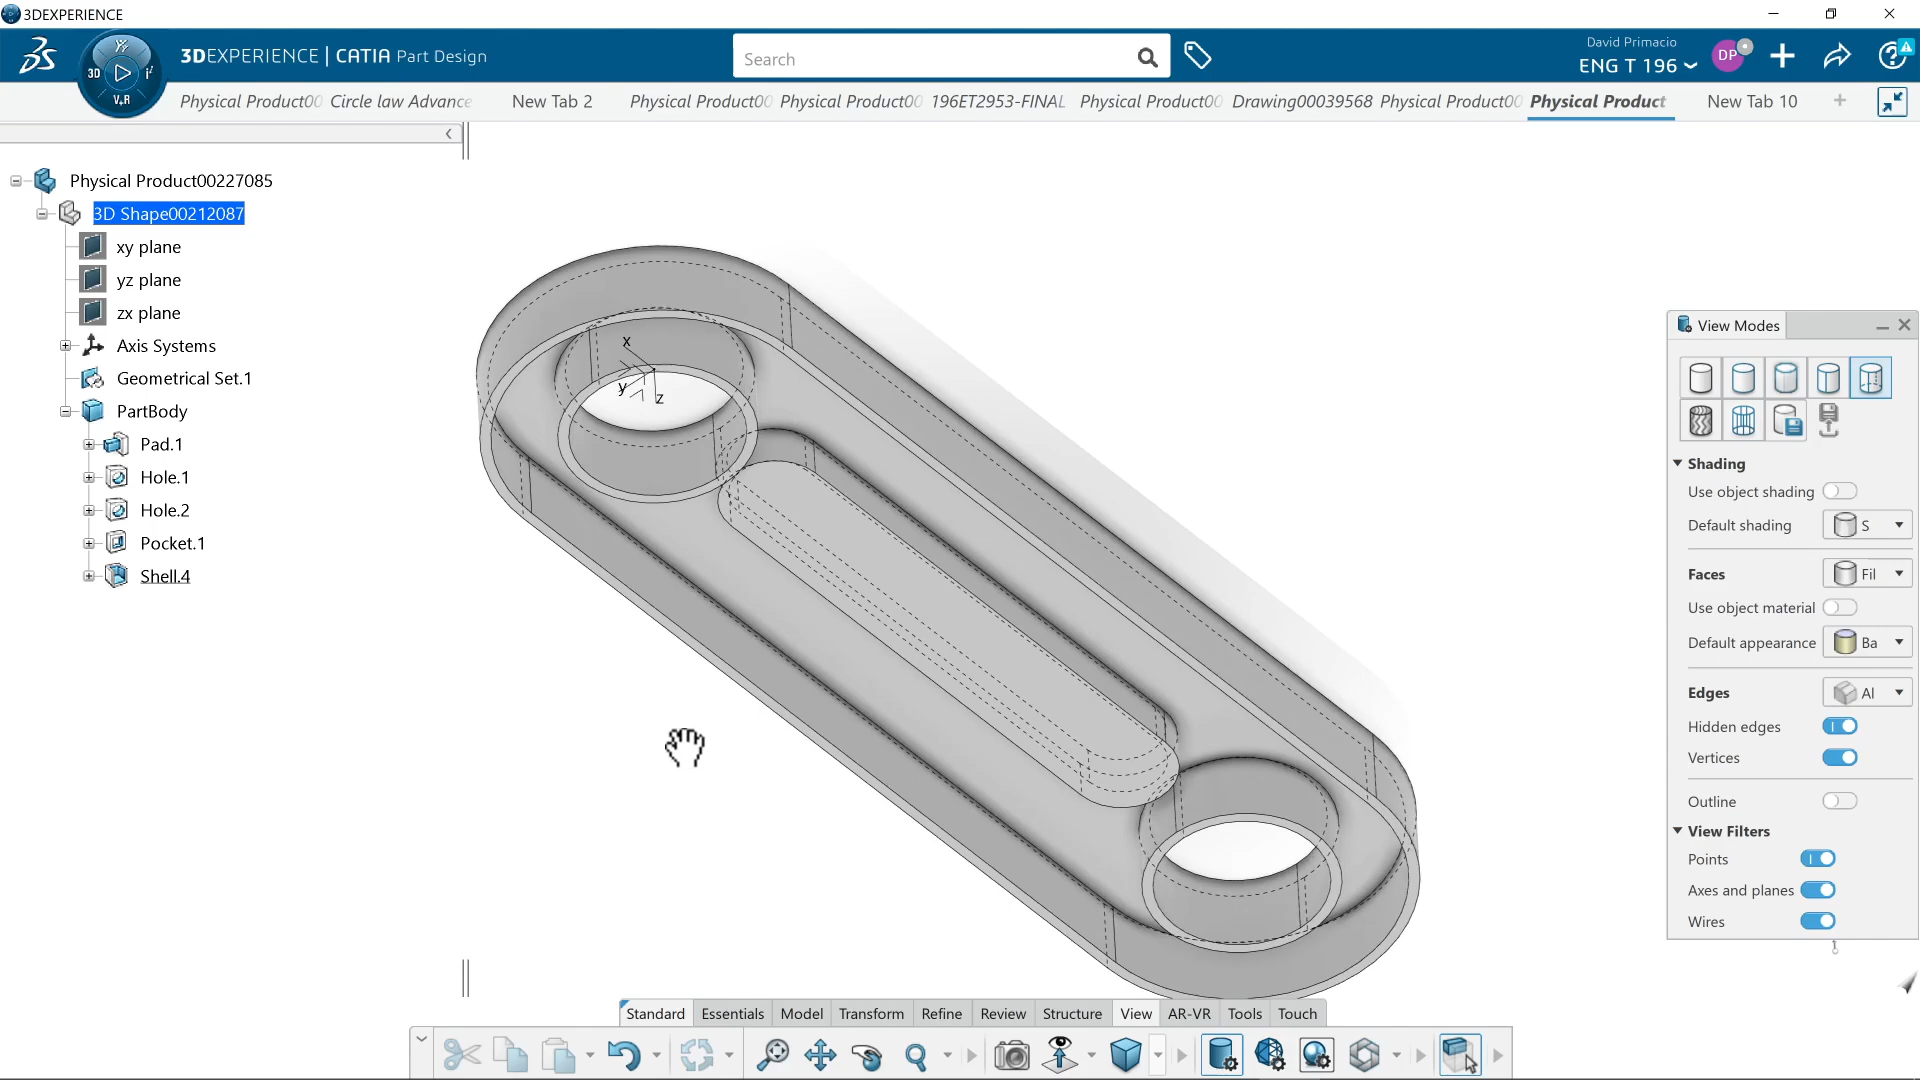 3DEXPERIENCE
3DEXPERIENCE | CATIA Part Design
3D
i²
V+R
Search
David Primacio
ENG T 196
DP
Physical Product00
Circle law Advance
New Tab 2
Physical Product00
Physical Product00
196ET2953-FINAL
Physical Product00
Drawing00039568
Physical Product00
Physical Product
New Tab 10
Physical Product00227085
3D Shape00212087
xy plane
yz plane
zx plane
Axis Systems
Geometrical Set.1
PartBody
Pad.1
Hole.1
Hole.2
Pocket.1
Shell.4
x
y
z
View Modes
Shading
Use object shading
Default shading
S
Faces
Fil
Use object material
Default appearance
Ba
Edges
Al
Hidden edges
Vertices
Outline
View Filters
Points
Axes and planes
Wires
Standard
Essentials
Model
Transform
Refine
Review
Structure
View
AR-VR
Tools
Touch